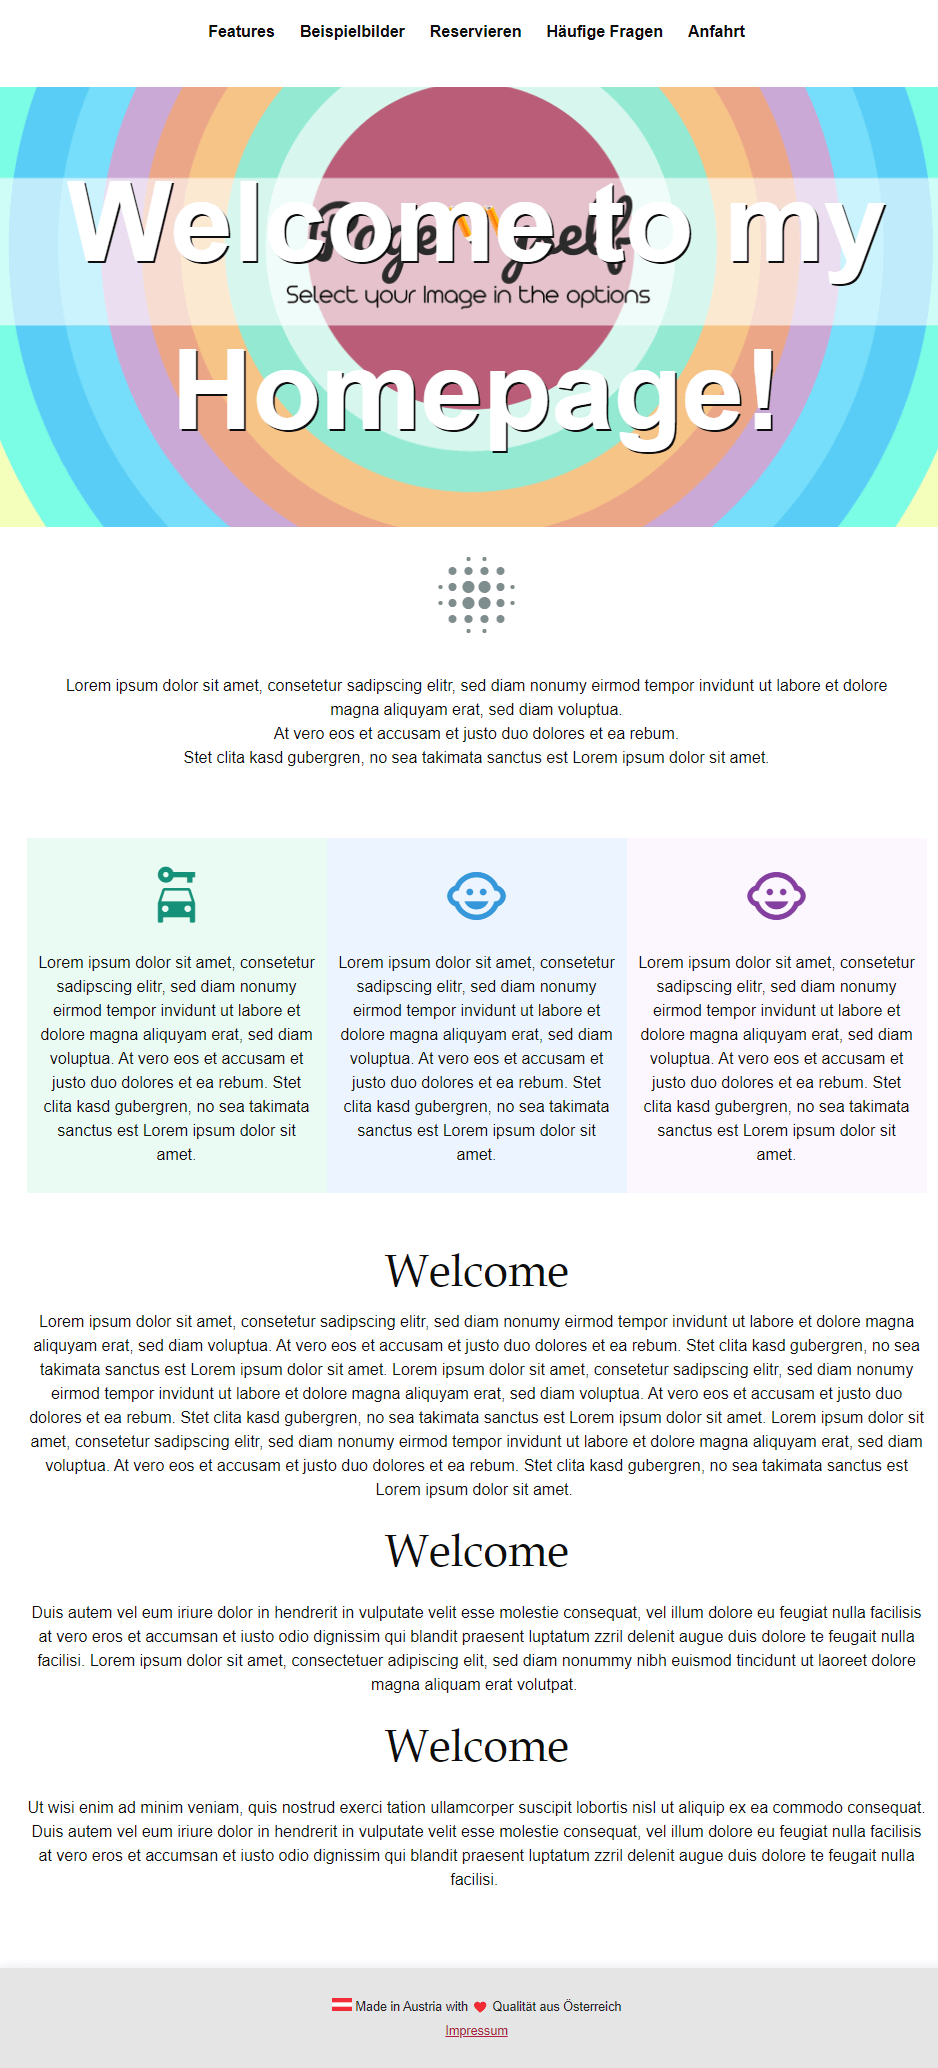 Features Beispielbilder Reservieren Häufige Fragen Anfahrt
Welcome to my
Select your Image in the options
Homepage!
Lorem ipsum dolor sit amet, consetetur sadipscing elitr, sed diam nonumy eirmod tempor invidunt ut labore et dolore
magna aliquyam erat, sed diam voluptua.
At vero eos et accusam et justo duo dolores et ea rebum.
Stet clita kasd gubergren, no sea takimata sanctus est Lorem ipsum dolor sit amet.
Lorem ipsum dolor sit amet, consetetur
sadipscing elitr, sed diam nonumy
eirmod tempor invidunt ut labore et
dolore magna aliquyam erat, sed diam
voluptua. At vero eos et accusam et
justo duo dolores et ea rebum. Stet
clita kasd gubergren, no sea takimata
sanctus est Lorem ipsum dolor sit
amet.
Lorem ipsum dolor sit amet, consetetur
sadipscing elitr, sed diam nonumy
eirmod tempor invidunt ut labore et
dolore magna aliquyam erat, sed diam
voluptua. At vero eos et accusam et
justo duo dolores et ea rebum. Stet
clita kasd gubergren, no sea takimata
sanctus est Lorem ipsum dolor sit
amet.
Lorem ipsum dolor sit amet, consetetur
sadipscing elitr, sed diam nonumy
eirmod tempor invidunt ut labore et
dolore magna aliquyam erat, sed diam
voluptua. At vero eos et accusam et
justo duo dolores et ea rebum. Stet
clita kasd gubergren, no sea takimata
sanctus est Lorem ipsum dolor sit
amet.
Welcome
Lorem ipsum dolor sit amet, consetetur sadipscing elitr, sed diam nonumy eirmod tempor invidunt ut labore et dolore magna
aliquyam erat, sed diam voluptua. At vero eos et accusam et justo duo dolores et ea rebum. Stet clita kasd gubergren, no sea
takimata sanctus est Lorem ipsum dolor sit amet. Lorem ipsum dolor sit amet, consetetur sadipscing elitr, sed diam nonumy
eirmod tempor invidunt ut labore et dolore magna aliquyam erat, sed diam voluptua. At vero eos et accusam et justo duo
dolores et ea rebum. Stet clita kasd gubergren, no sea takimata sanctus est Lorem ipsum dolor sit amet. Lorem ipsum dolor sit
amet, consetetur sadipscing elitr, sed diam nonumy eirmod tempor invidunt ut labore et dolore magna aliquyam erat, sed diam
voluptua. At vero eos et accusam et justo duo dolores et ea rebum. Stet clita kasd gubergren, no sea takimata sanctus est
Lorem ipsum dolor sit amet.
Welcome
Duis autem vel eum iriure dolor in hendrerit in vulputate velit esse molestie consequat, vel illum dolore eu feugiat nulla facilisis
at vero eros et accumsan et iusto odio dignissim qui blandit praesent luptatum zzril delenit augue duis dolore te feugait nulla
facilisi. Lorem ipsum dolor sit amet, consectetuer adipiscing elit, sed diam nonummy nibh euismod tincidunt ut laoreet dolore
magna aliquam erat volutpat.
Welcome
Ut wisi enim ad minim veniam, quis nostrud exerci tation ullamcorper suscipit lobortis nisl ut aliquip ex ea commodo consequat.
Duis autem vel eum iriure dolor in hendrerit in vulputate velit esse molestie consequat, vel illum dolore eu feugiat nulla facilisis
at vero eros et accumsan et iusto odio dignissim qui blandit praesent luptatum zzril delenit augue duis dolore te feugait nulla
facilisi.
Made in Austria with Qualität aus Österreich
Impressum